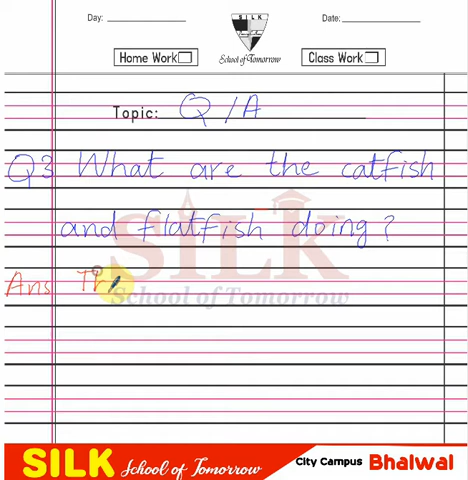 Day: SILK Date:
Home Work School of Tomorrow Class Work
Topic: Q/A
Q3 What are the catfish
and flatfish doing?
SILK
Ans Th
School of Tomorrow
SILK School of Tomorrow City Campus Bhalwal